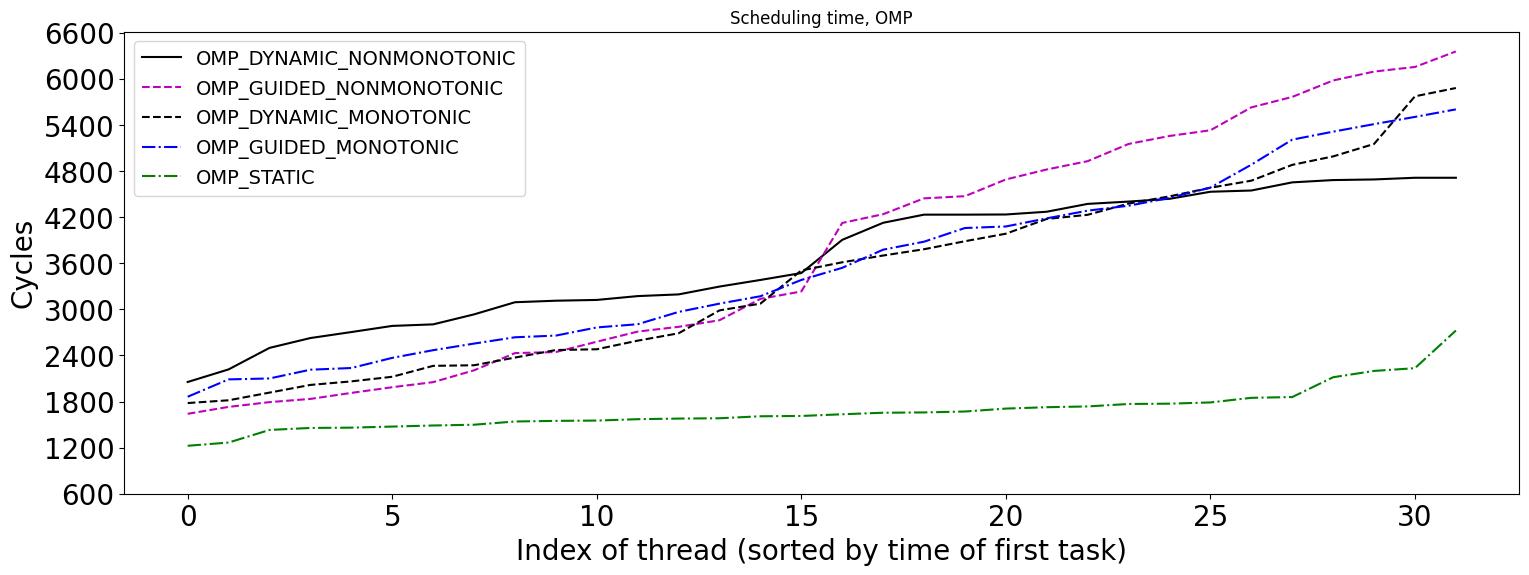 Scheduling time, OMP
6600
6000
5400
4800
4200
3600
3000
2400
1800
1200
600
Cycles
OMP_DYNAMIC_NONMONOTONIC
OMP_GUIDED_NONMONOTONIC
OMP_DYNAMIC_MONOTONIC
OMP_GUIDED_MONOTONIC
OMP_STATIC
0 5 10 15 20 25 30
Index of thread (sorted by time of first task)